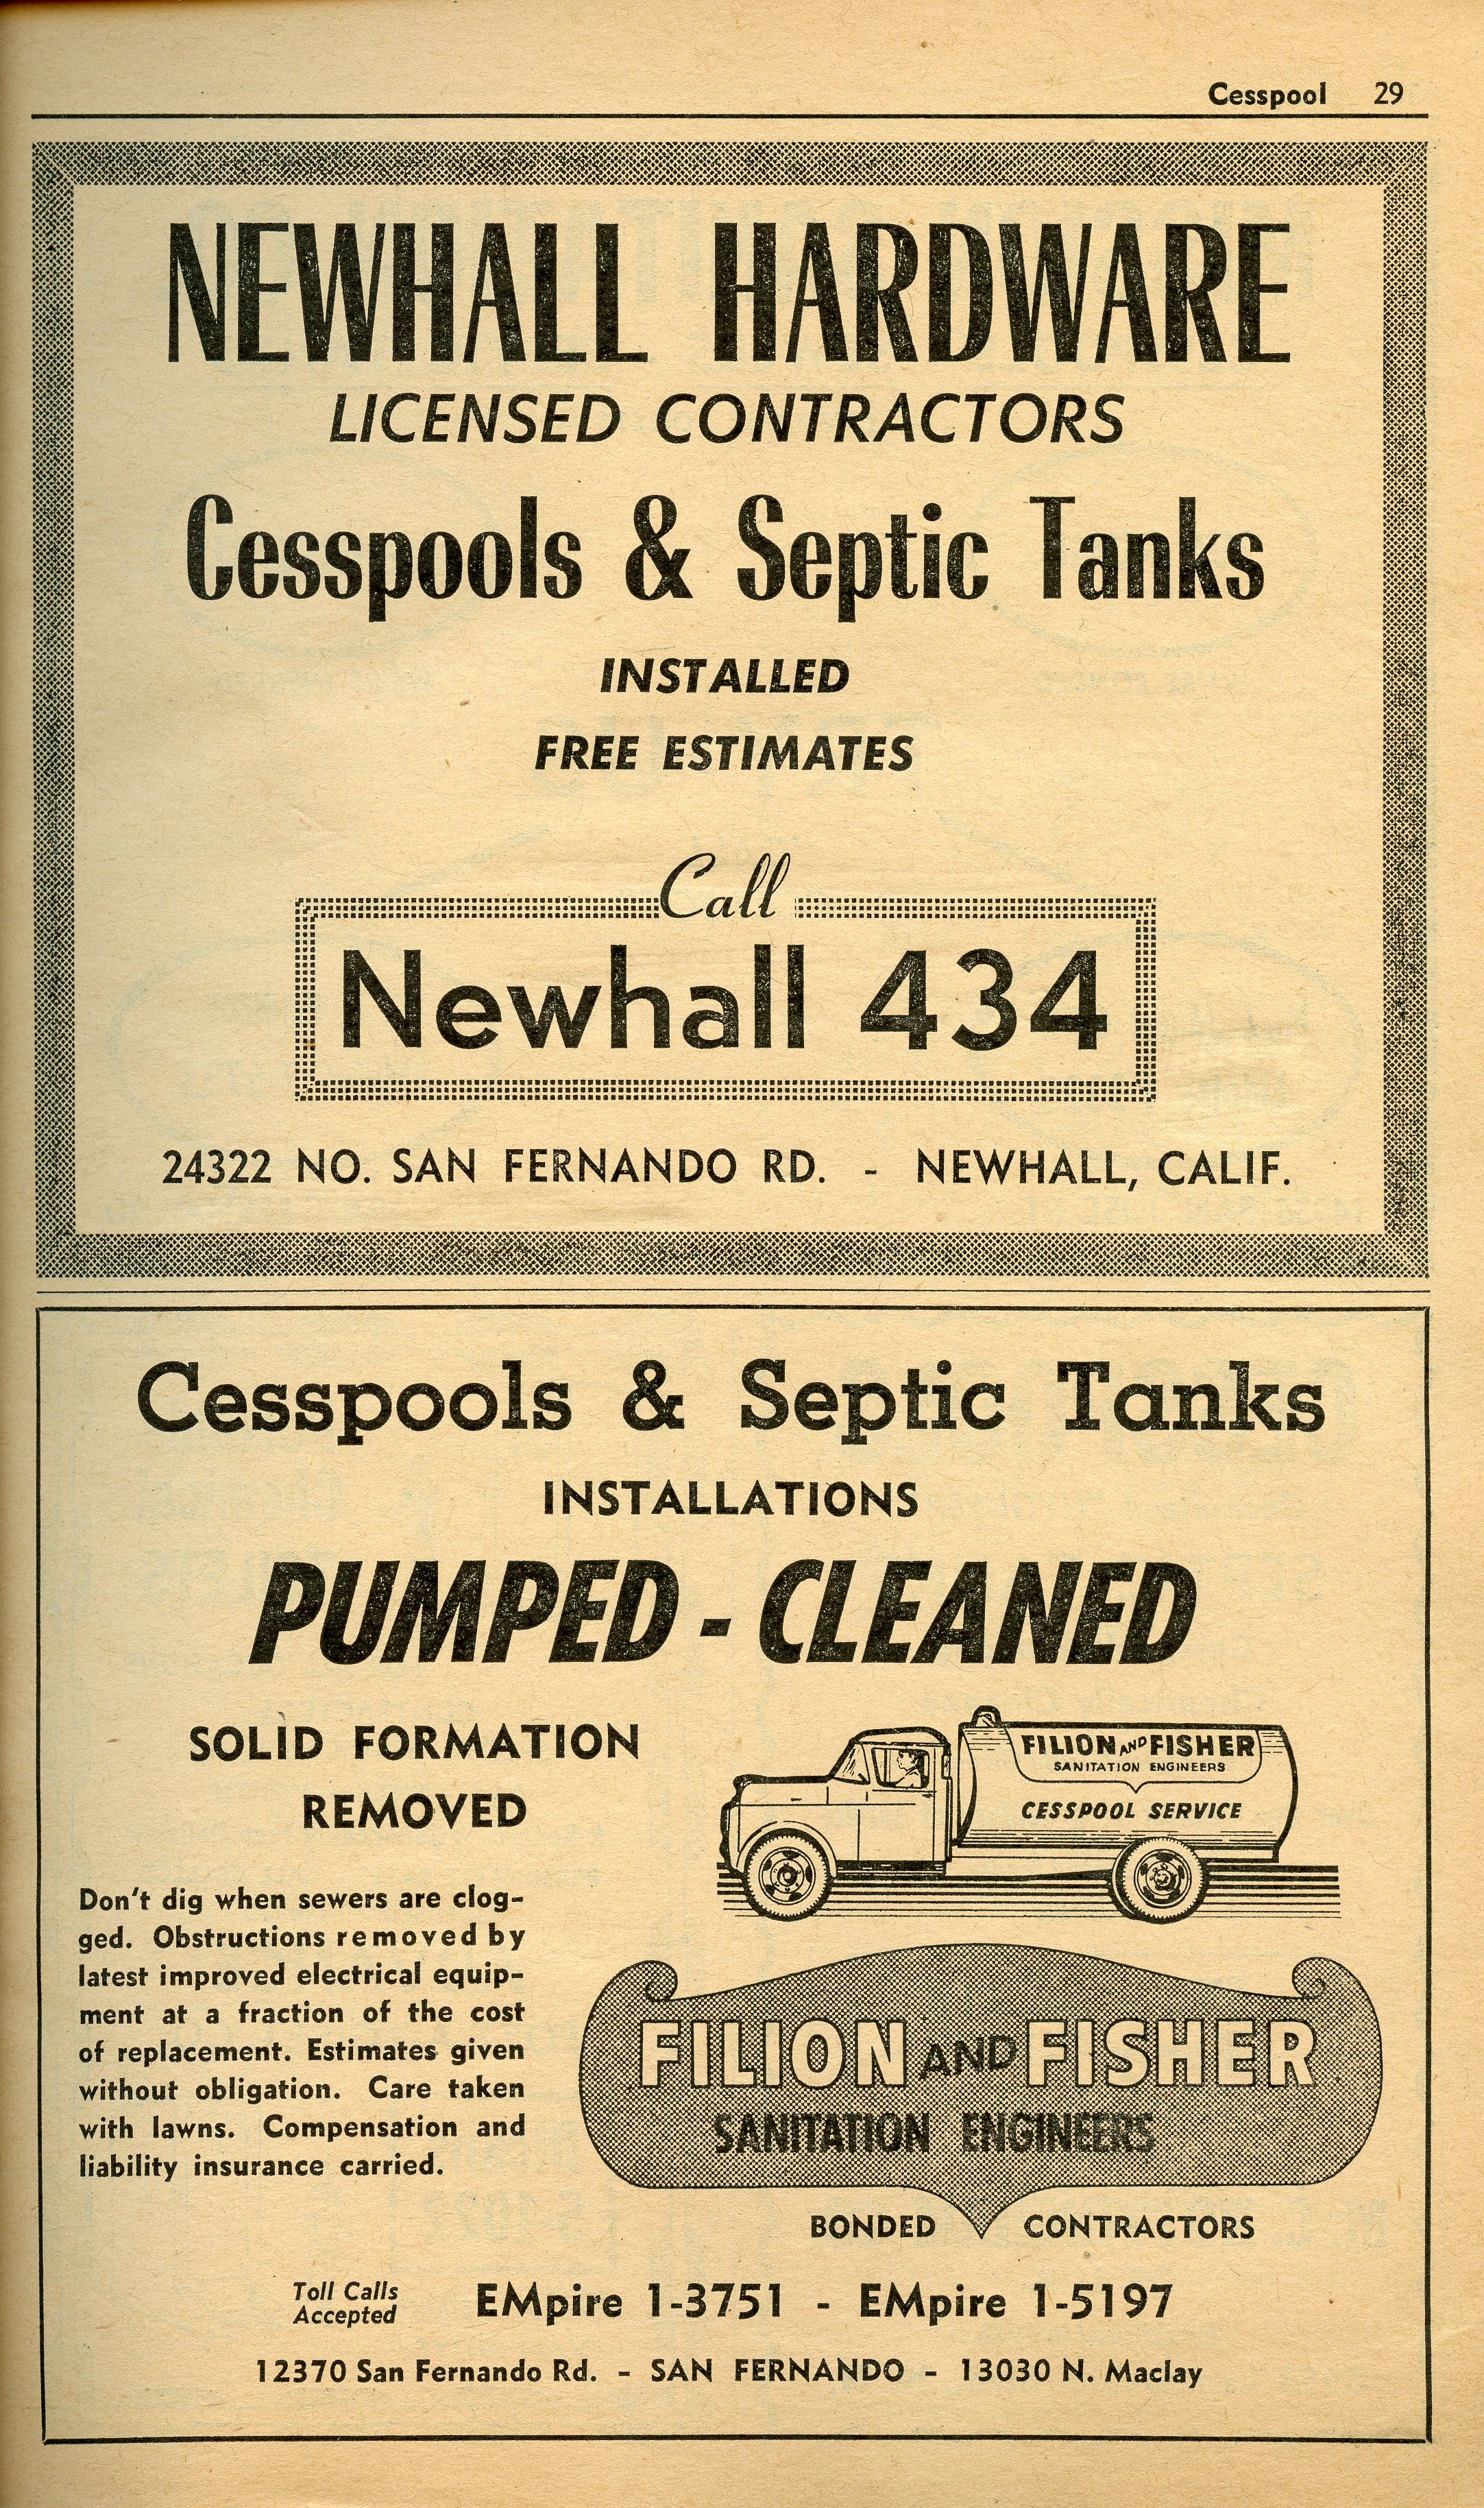 Cesspool 29
NEWHALL HARDWARE
LICENSED CONTRACTORS
Cesspools & Septic Tanks
INSTALLED
FREE ESTIMATES
Call
Newhall 434
24322 NO. SAN FERNANDO RD. - NEWHALL, CALIF.
Cesspools & Septic Tanks
INSTALLATIONS
PUMPED - CLEANED
SOLID FORMATION
REMOVED
FILION AND FISHER
SANITATION ENGINEERS
CESSPOOL SERVICE
Don't dig when sewers are clog-
ged. Obstructions removed by
latest improved electrical equip-
ment at a fraction of the cost
of replacement. Estimates given
without obligation. Care taken
with lawns. Compensation and
liability insurance carried.
FILION AND FISHER
SANITATION ENGINEERS
BONDED CONTRACTORS
Toll Calls
Accepted
EMpire 1-3751 - EMpire 1-5197
12370 San Fernando Rd. - SAN FERNANDO - 13030 N. Maclay